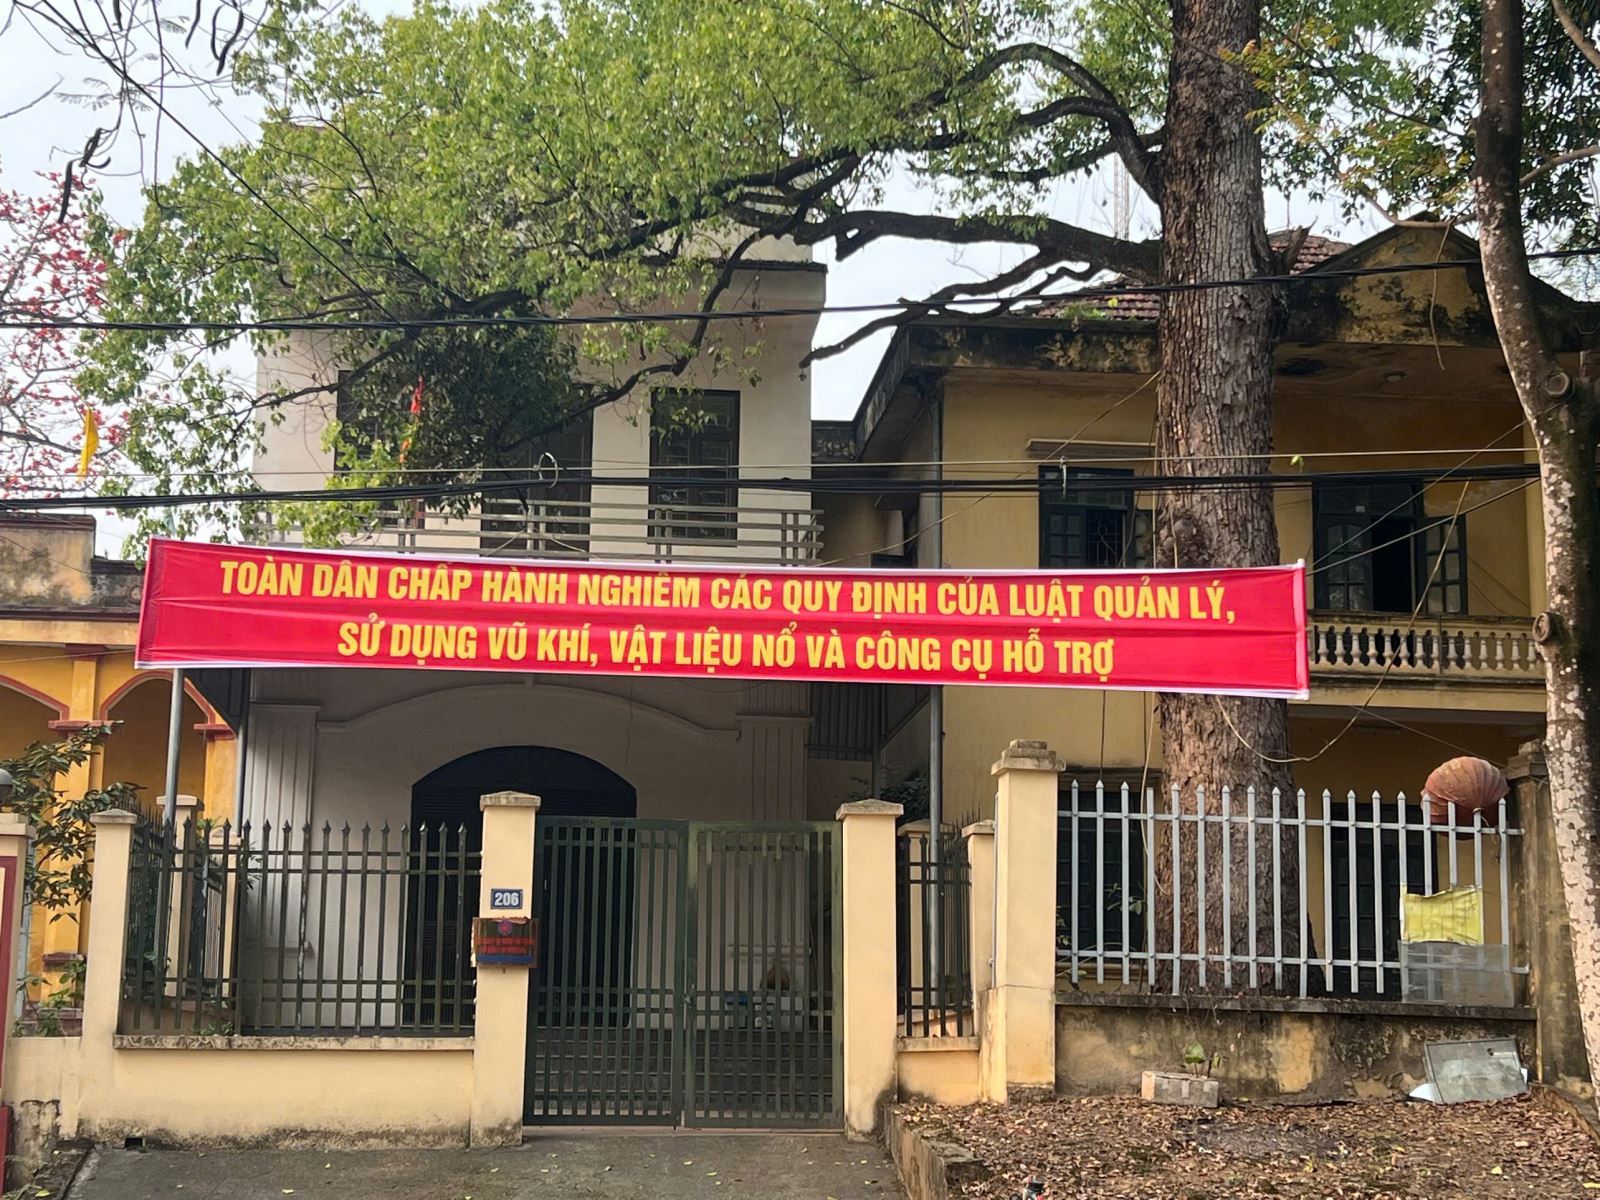 TOÀN DÂN CHẤP HÀNH NGHIÊM CÁC QUY ĐỊNH CỦA LUẬT QUẢN LÝ,
SỬ DỤNG VŨ KHÍ, VẬT LIỆU NỔ VÀ CÔNG CỤ HỖ TRỢ
206